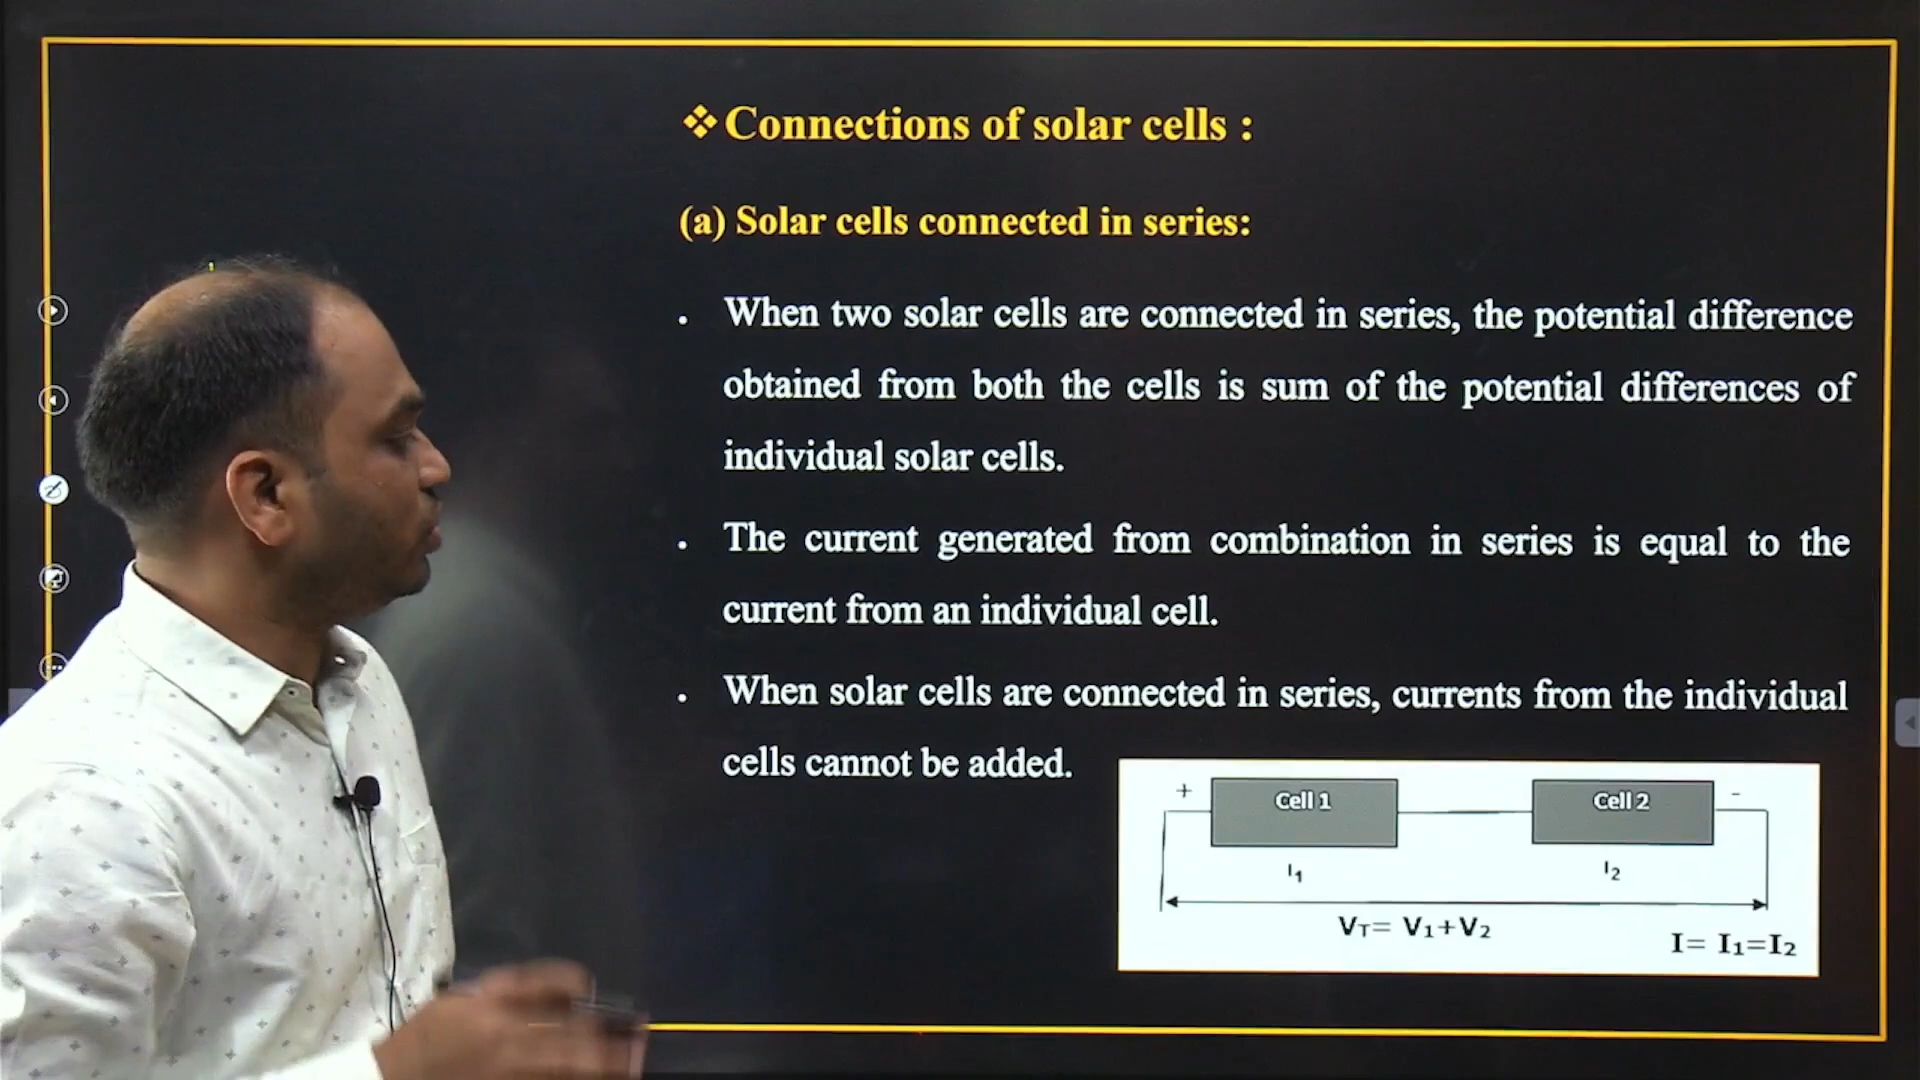 ❖ Connections of solar cells :
(a) Solar cells connected in series:
. When two solar cells are connected in series, the potential difference
obtained from both the cells is sum of the potential differences of
individual solar cells.
. The current generated from combination in series is equal to the
current from an individual cell.
. When solar cells are connected in series, currents from the individual
cells cannot be added.
+ Cell 1 Cell 2 -
I₁ I₂
V_T= V₁+V₂
I= I₁=I₂